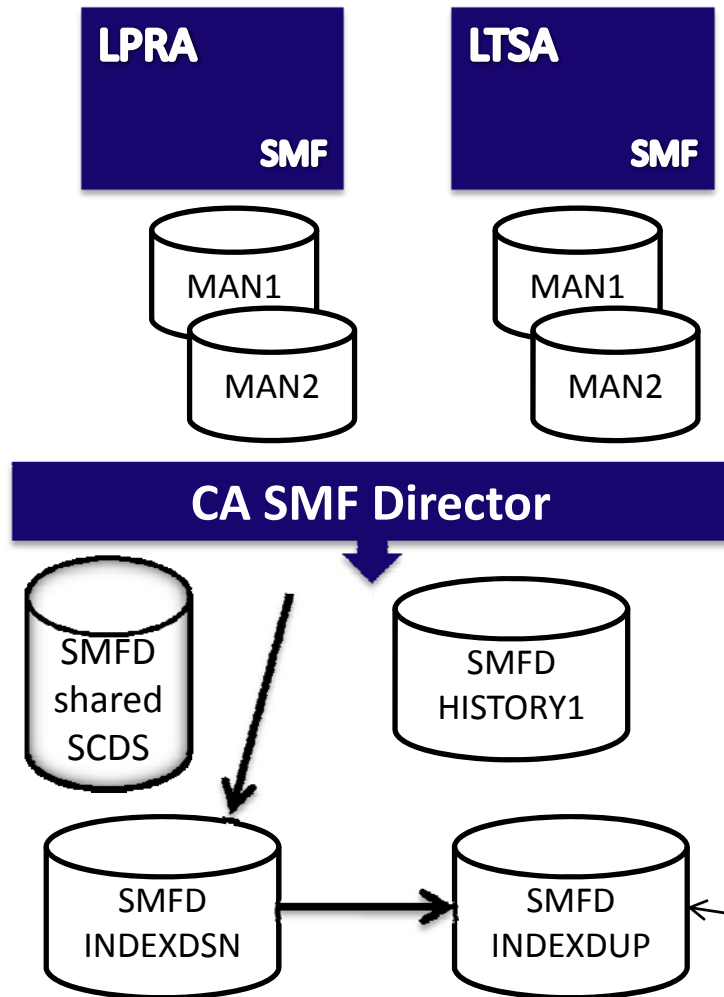 LPRA
SMF
LTSA
SMF
MAN1
MAN2
MAN1
MAN2
CA SMF Director
SMFD
shared
SCDS
SMFD
HISTORY1
SMFD
INDEXDSN
SMFD
INDEXDUP